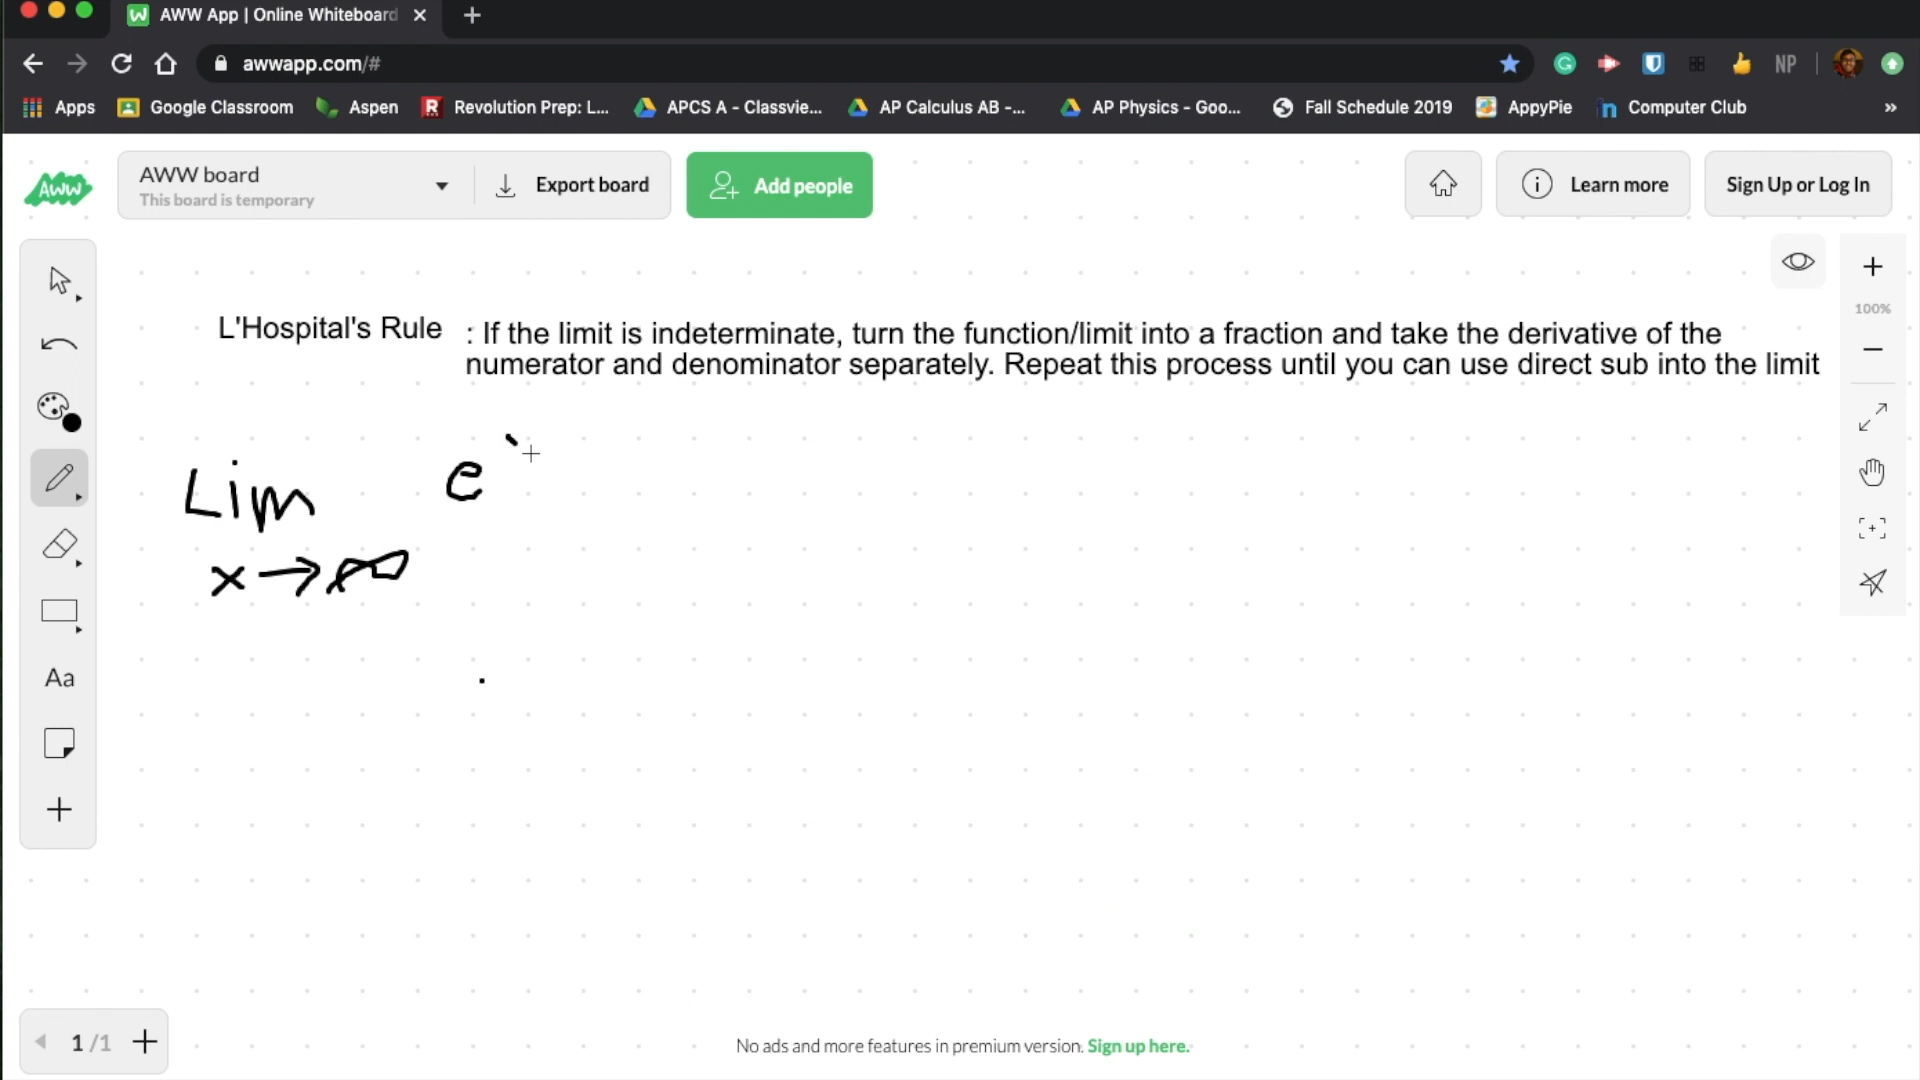 AWW App | Online Whiteboard
awwapp.com/#
NP
Apps Google Classroom Aspen Revolution Prep: L... APCS A - Classvie... AP Calculus AB -... AP Physics - Goo... Fall Schedule 2019 AppyPie Computer Club »
AWW
AWW board
This board is temporary
Export board
Add people
Learn more
Sign Up or Log In
100%
L'Hospital's Rule : If the limit is indeterminate, turn the function/limit into a fraction and take the derivative of the
numerator and denominator separately. Repeat this process until you can use direct sub into the limit
Lim e
x→∞
Aa
1/1
No ads and more features in premium version. Sign up here.